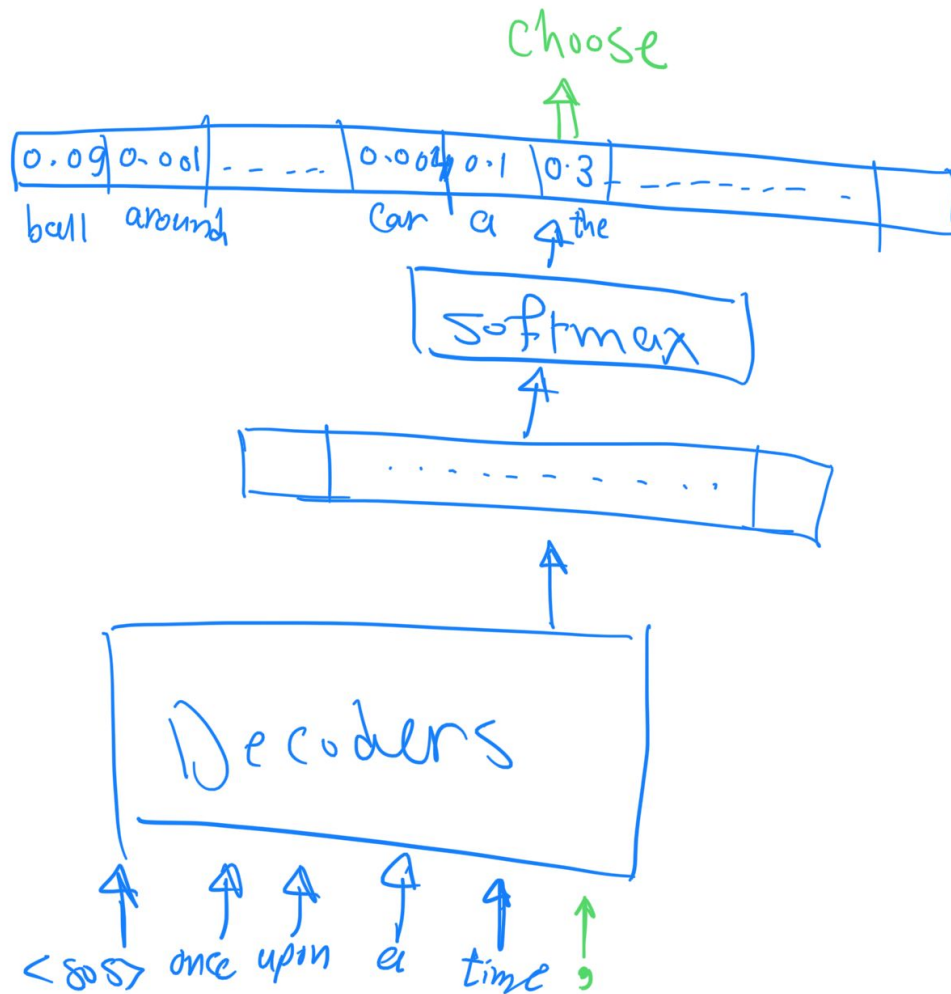 choose
0.09 0.001 0.004 0.1 0.3
ball around car a the
softmax
Decoders
<sos> once upon a time ,